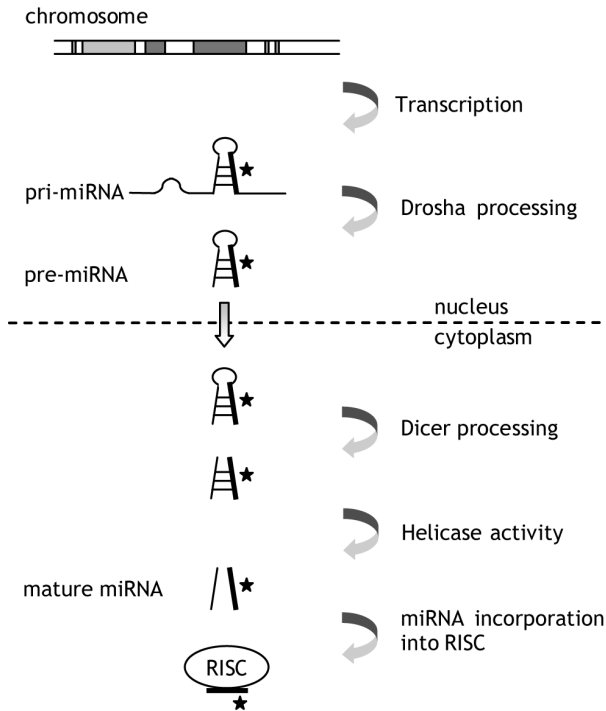 chromosome
Transcription
pri-miRNA
Drosha processing
pre-miRNA
nucleus
cytoplasm
Dicer processing
Helicase activity
mature miRNA
miRNA incorporation
into RISC
RISC